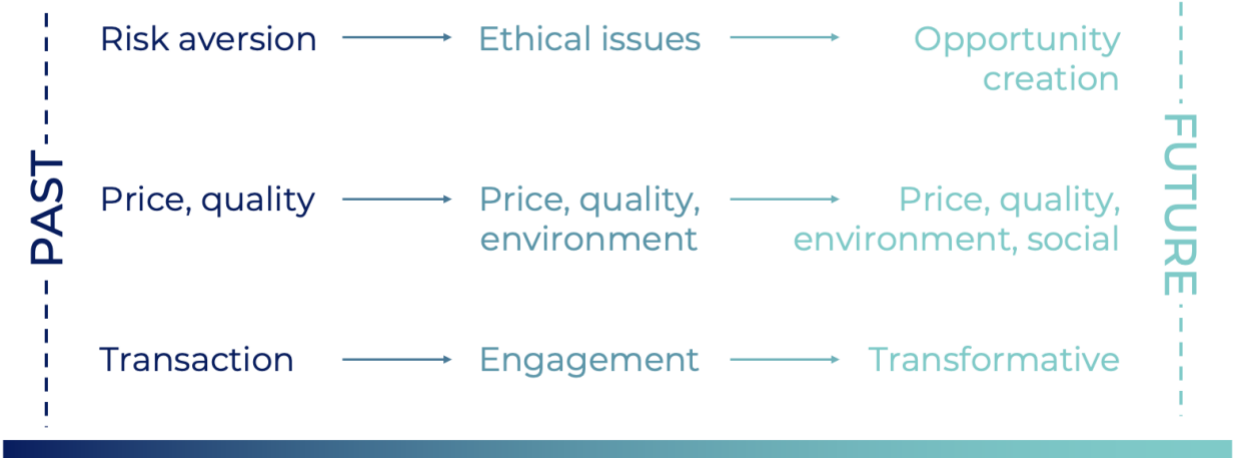 PAST
Risk aversion
Ethical issues
Opportunity
creation
Price, quality
Price, quality,
environment
Price, quality,
environment, social
Transaction
Engagement
Transformative
FUTURE